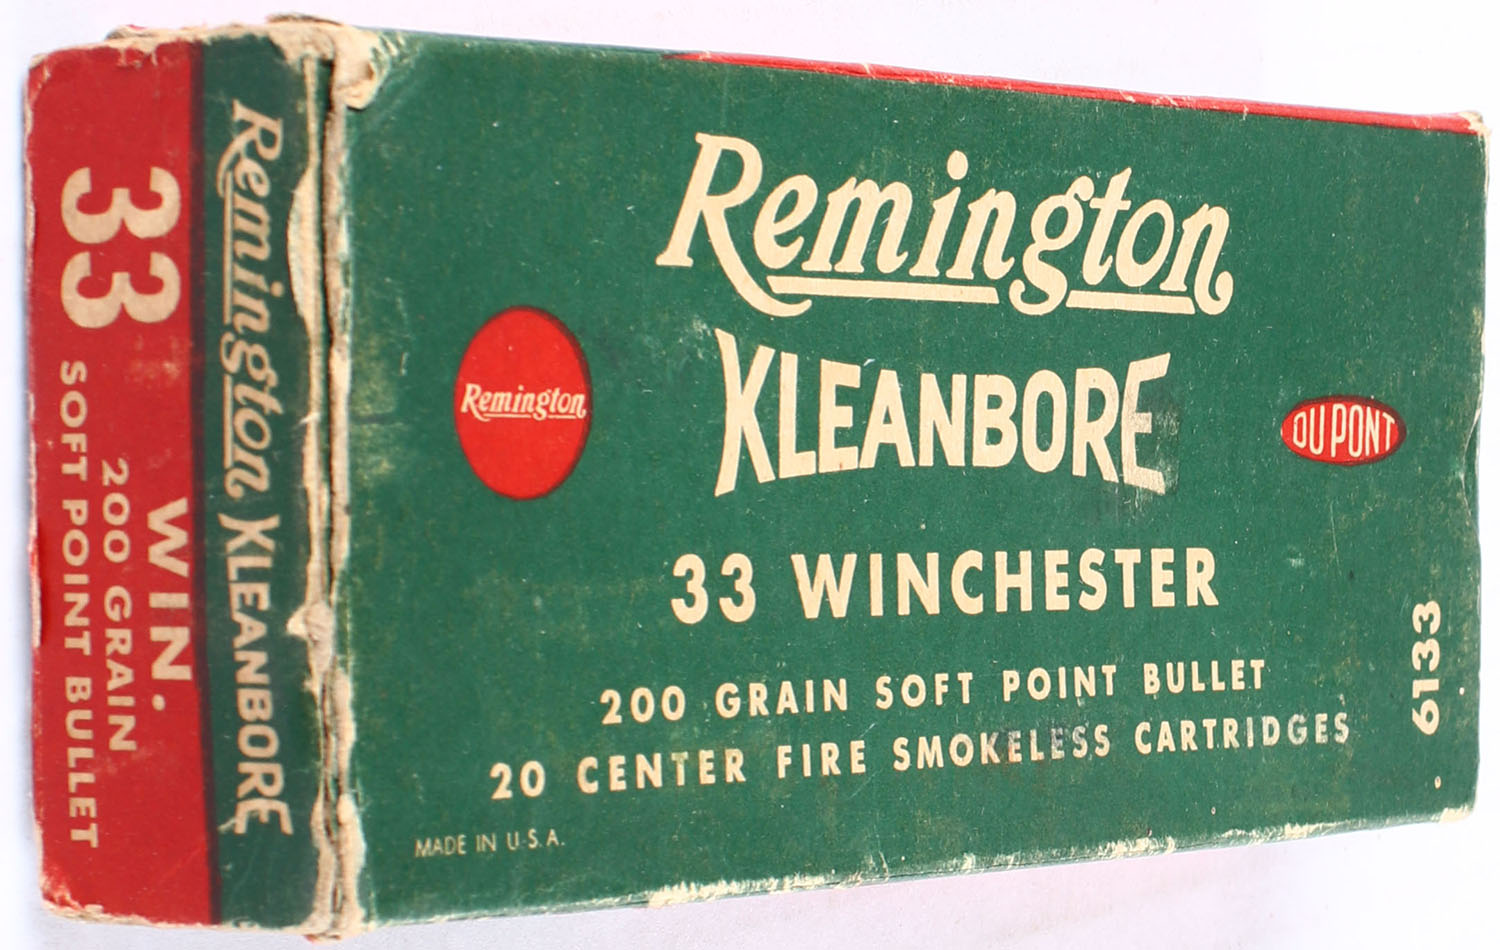 Remington
KLEANBORE
Remington
DU PONT
33 WINCHESTER
200 GRAIN SOFT POINT BULLET
20 CENTER FIRE SMOKELESS CARTRIDGES
MADE IN U.S.A.
6133
Remington KLEANBORE
33 WIN.
200 GRAIN
SOFT POINT BULLET